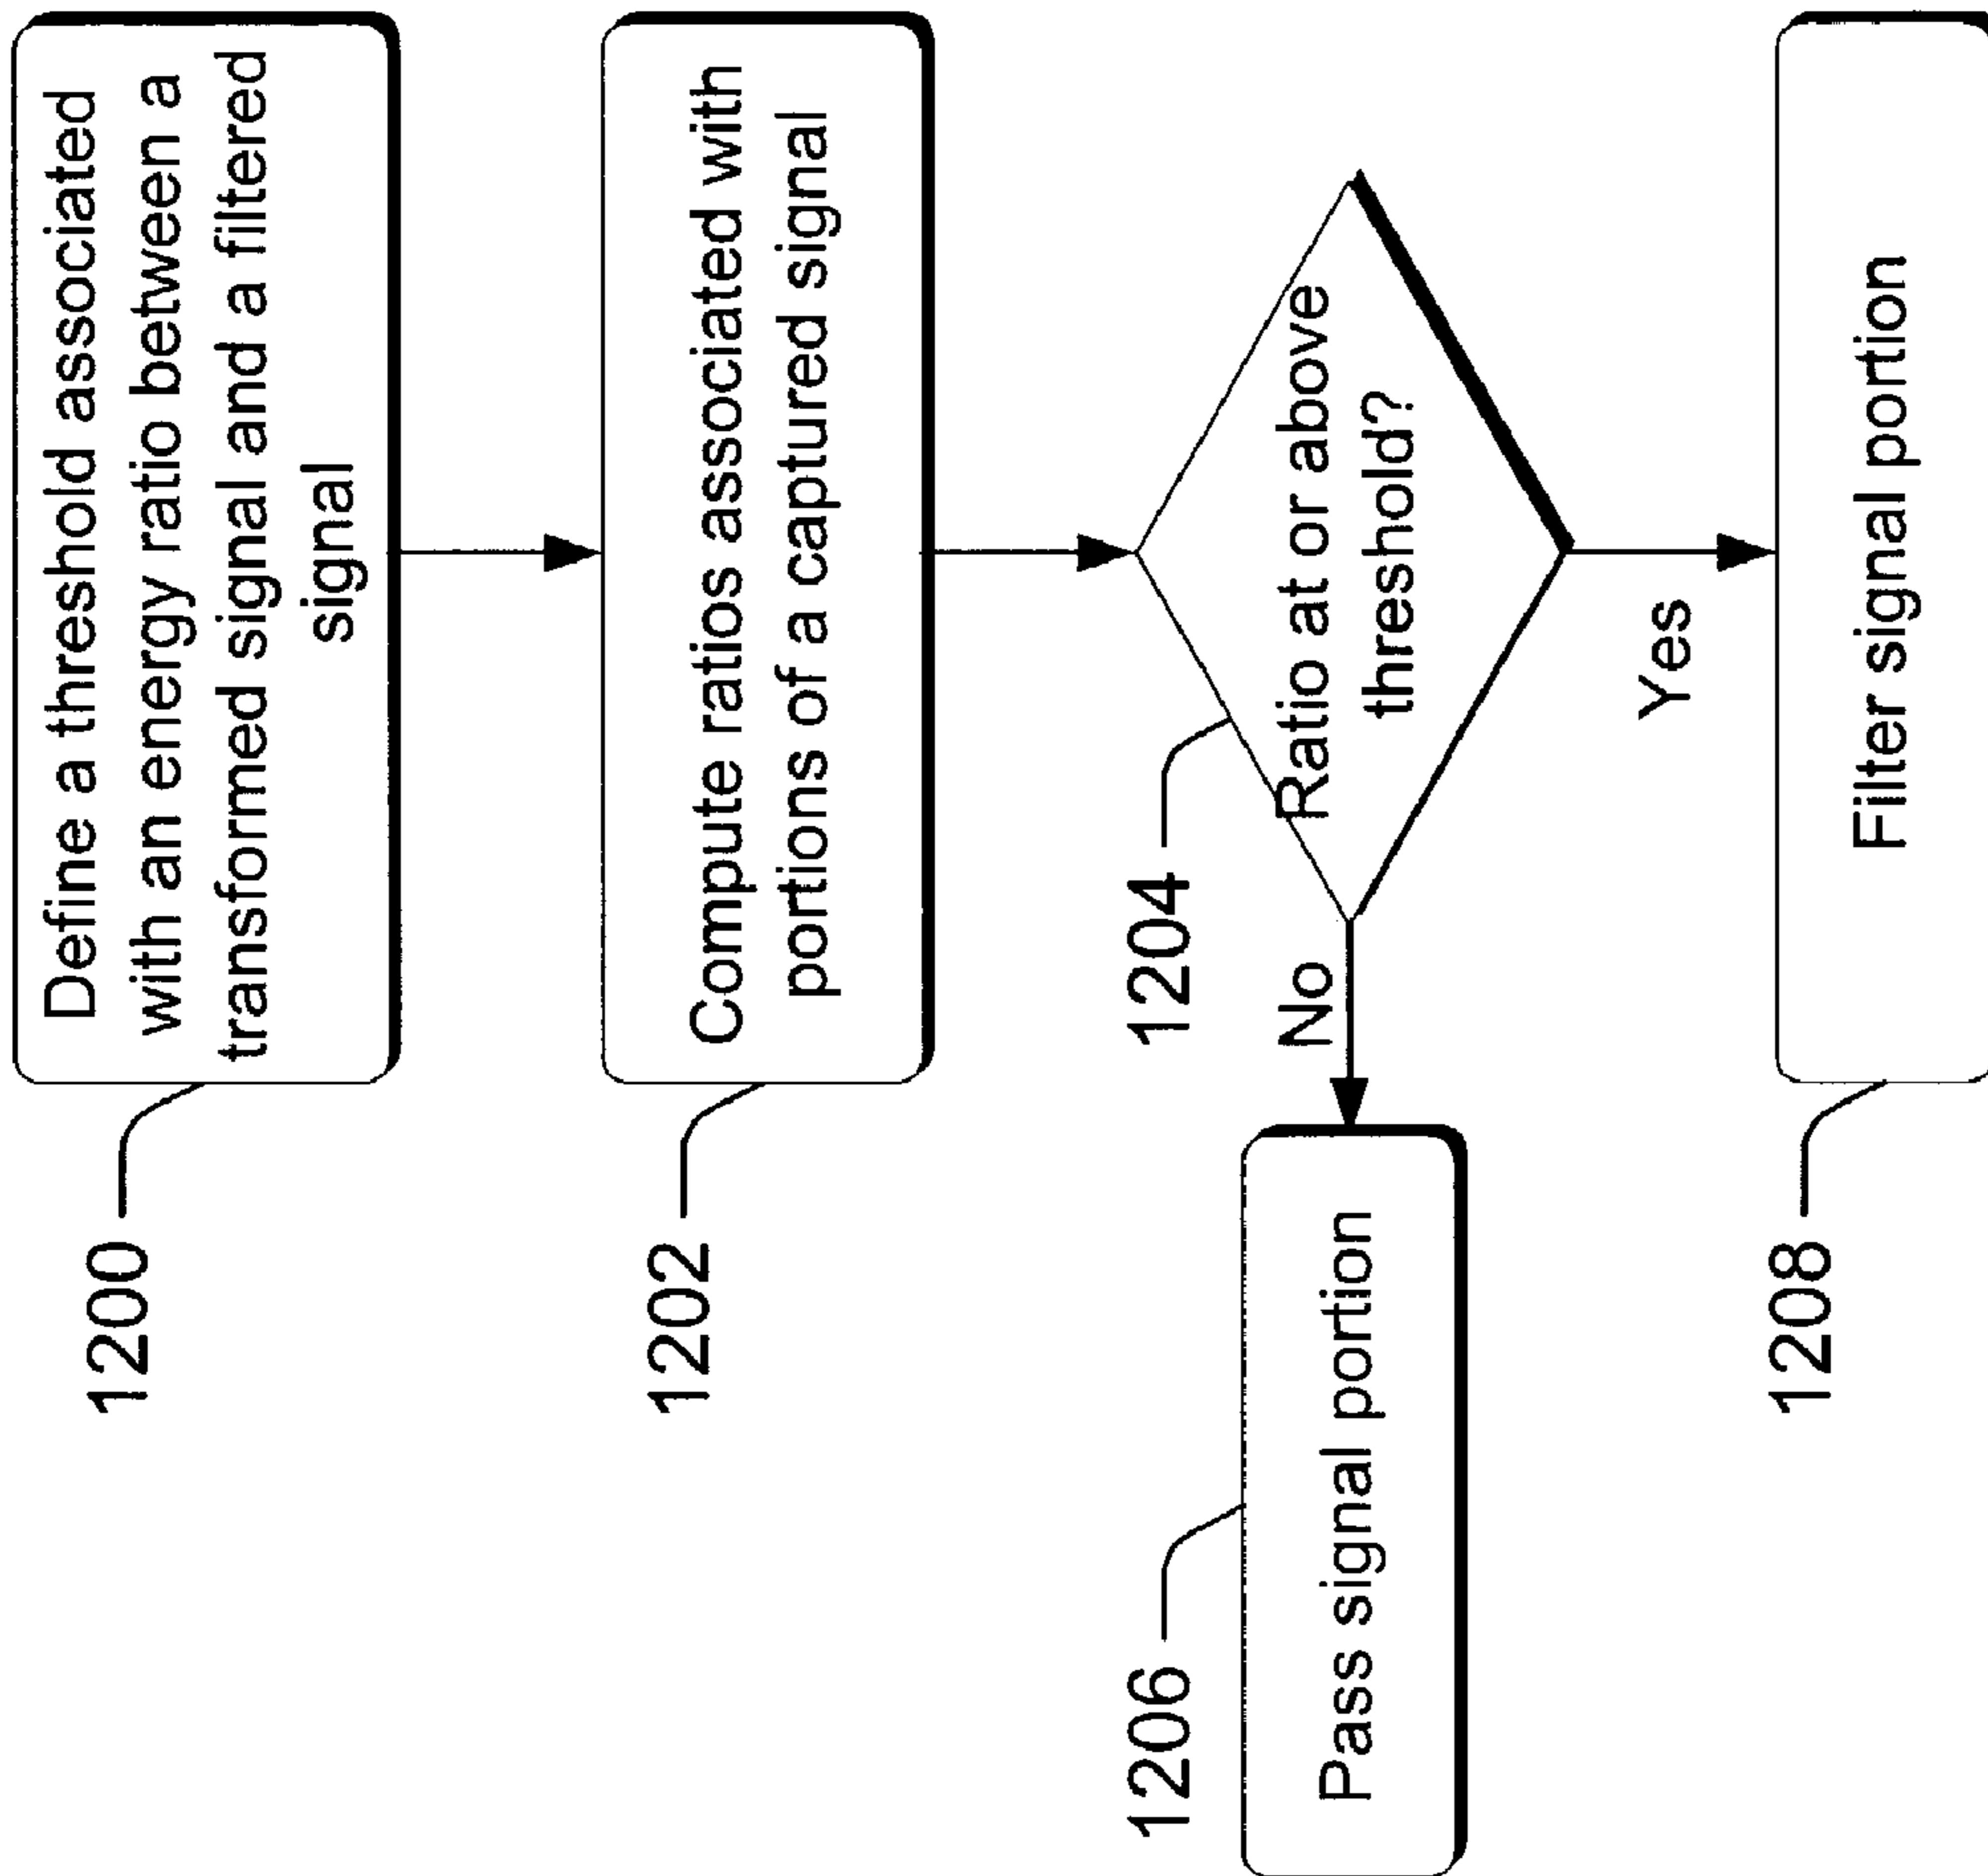 1200
Define a threshold associated
with an energy ratio between a
transformed signal and a filtered
signal
1202
Compute ratios associated with
portions of a captured signal
1204
Ratio at or above
threshold?
No
Yes
1206
Pass signal portion
1208
Filter signal portion